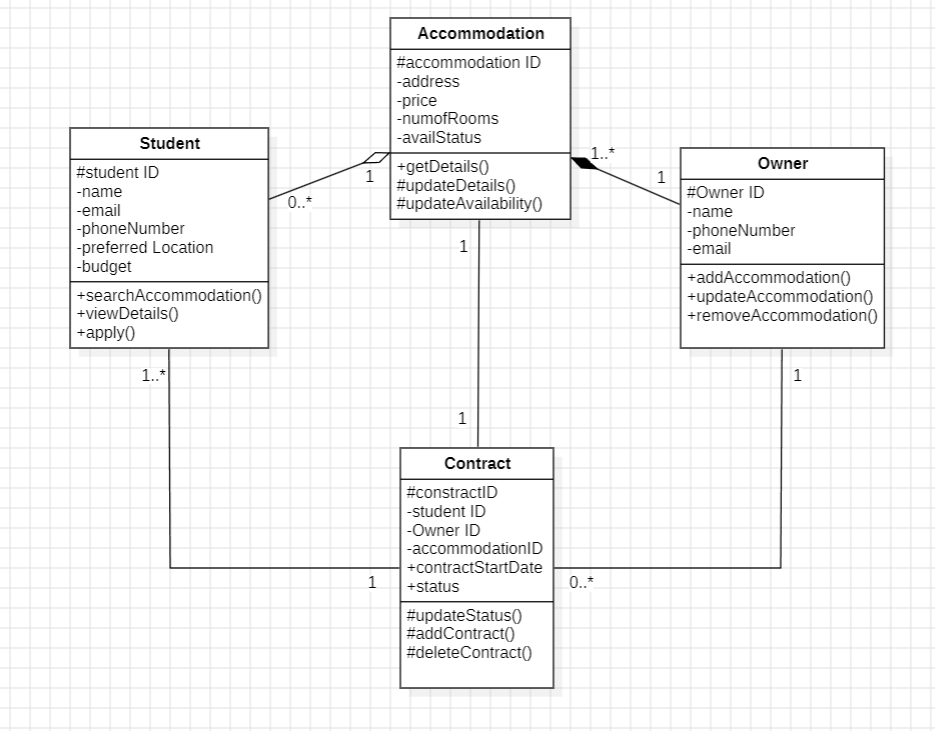 Accommodation
#accommodation ID
-address
-price
-numofRooms
-availStatus
+getDetails()
#updateDetails()
#updateAvailability()
Student
#student ID
-name
-email
-phoneNumber
-preferred Location
-budget
+searchAccommodation()
+viewDetails()
+apply()
Owner
#Owner ID
-name
-phoneNumber
-email
+addAccommodation()
+updateAccommodation()
+removeAccommodation()
1
0..*
1..*
1
1
1
1..*
1
1
0..*
Contract
#constractID
-student ID
-Owner ID
-accommodationID
+contractStartDate
+status
#updateStatus()
#addContract()
#deleteContract()